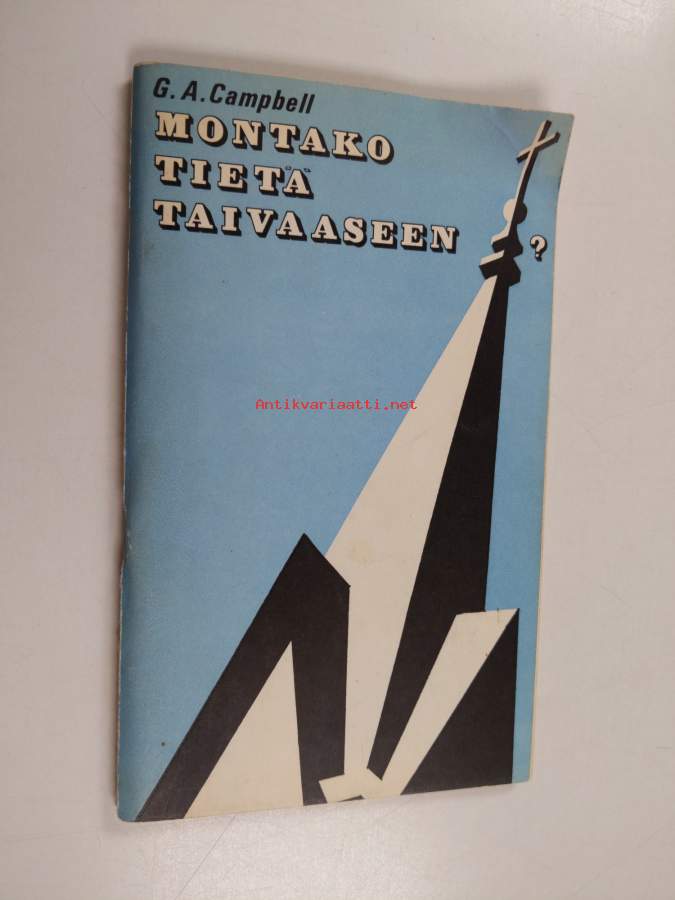 G. A. Campbell
MONTAKO
TIETÄ
TAIVAASEEN ?
Antikvariaatti.net